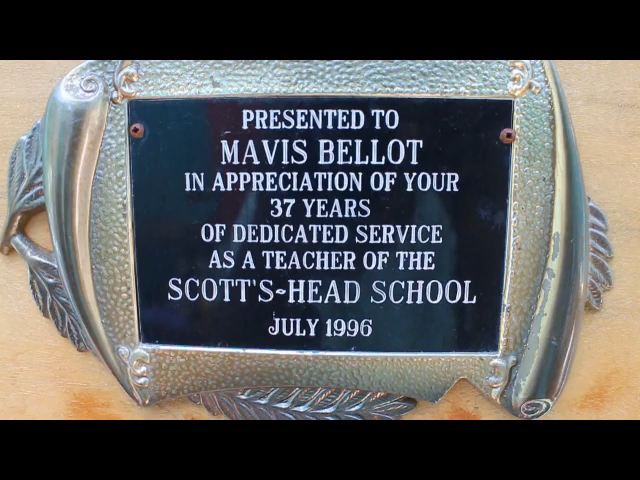 PRESENTED TO
MAVIS BELLOT
IN APPRECIATION OF YOUR
37 YEARS
OF DEDICATED SERVICE
AS A TEACHER OF THE
SCOTT'S-HEAD SCHOOL
JULY 1996